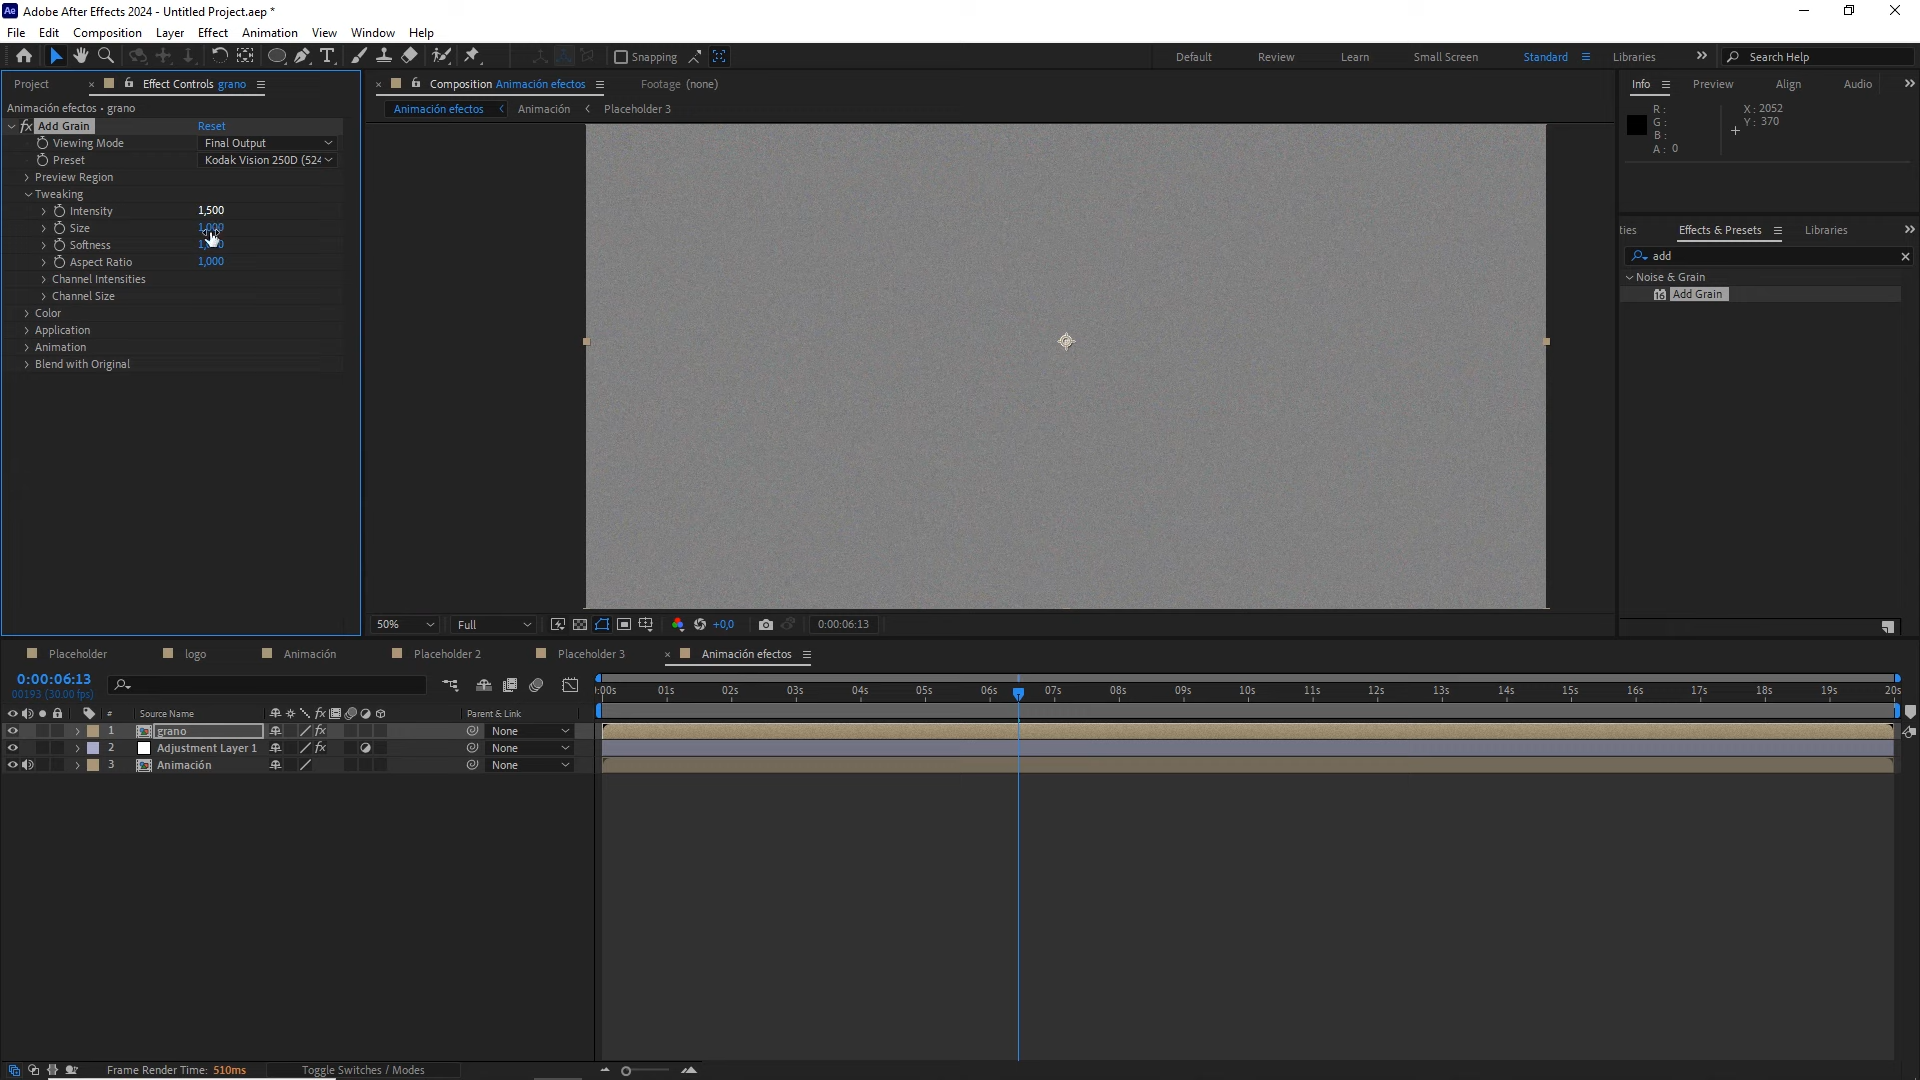 Ae Adobe After Effects 2024 - Untitled Project.aep *
File Edit Composition Layer Effect Animation View Window Help
Snapping
Default Review Learn Small Screen Standard Libraries Search Help
Project Effect Controls grano
Animación efectos • grano
fx Add Grain Reset
Viewing Mode Final Output
Preset Kodak Vision 250D (524
Preview Region
Tweaking
Intensity 1,500
Size 1,000
Softness
Aspect Ratio 1,000
Channel Intensities
Channel Size
Color
Application
Animation
Blend with Original
Composition Animación efectos Footage (none)
Animación efectos Animación Placeholder 3
50% Full +0,0 0:00:06:13
Info Preview Align Audio
R: X: 2052
G: Y: 370
B:
A: 0
ties Effects & Presets Libraries
add
Noise & Grain
16 Add Grain
Placeholder logo Animación Placeholder 2 Placeholder 3 Animación efectos
0:00:06:13
00193 (30.00 fps)
):00s 01s 02s 03s 04s 05s 06s 07s 08s 09s 10s 11s 12s 13s 14s 15s 16s 17s 18s 19s 20s
# Source Name fx Parent & Link
1 grano fx None
2 Adjustment Layer 1 fx None
3 Animación None
Frame Render Time: 510ms Toggle Switches / Modes